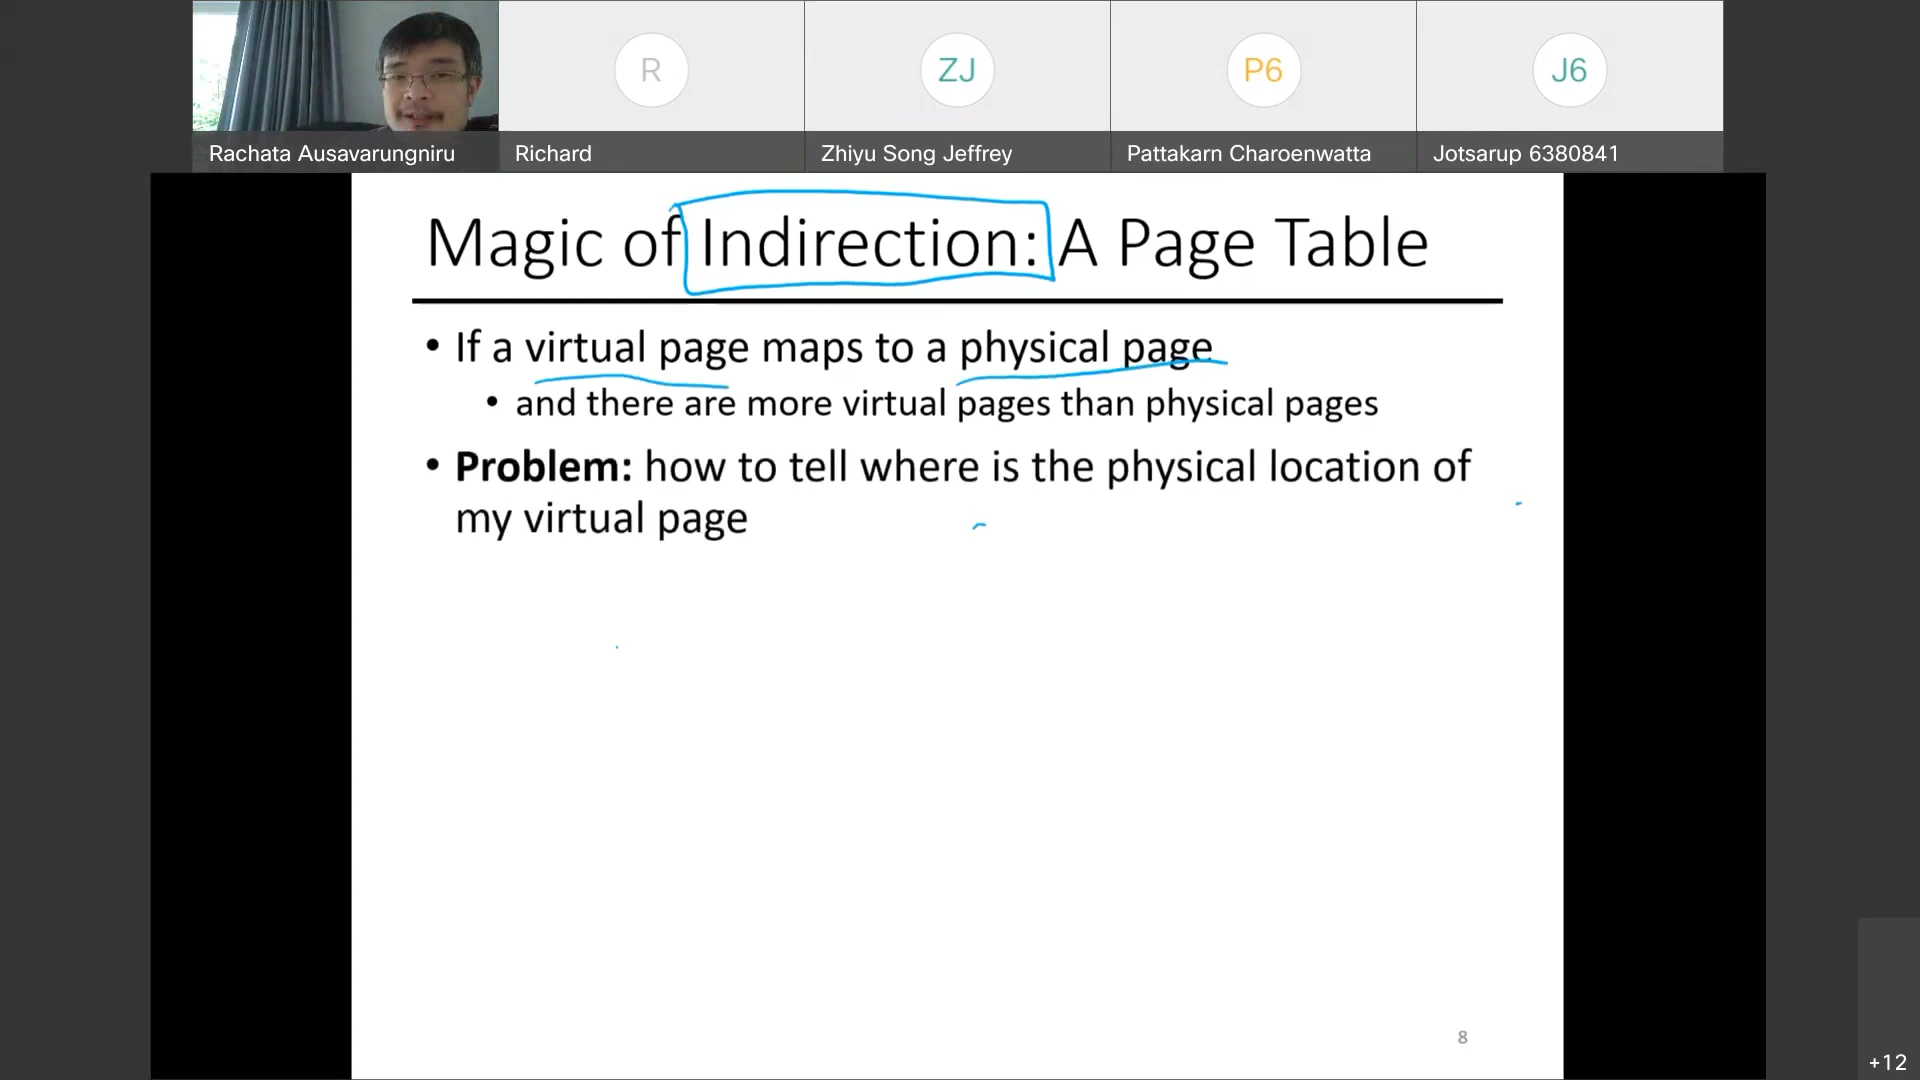 R
ZJ
P6
J6
Rachata Ausavarungniru
Richard
Zhiyu Song Jeffrey
Pattakarn Charoenwatta
Jotsarup 6380841
Magic of Indirection: A Page Table
• If a virtual page maps to a physical page
• and there are more virtual pages than physical pages
• Problem: how to tell where is the physical location of
my virtual page
8
+12